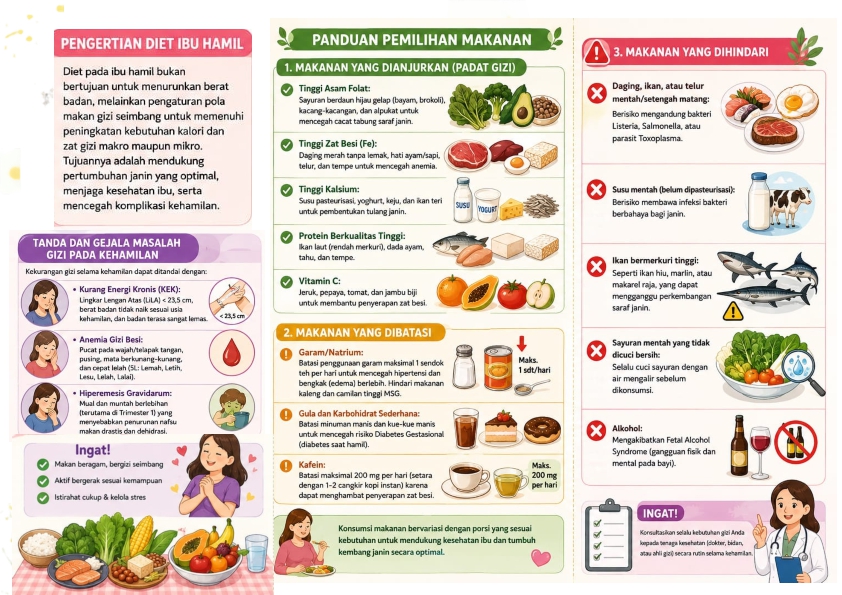 PENGERTIAN DIET IBU HAMIL
Diet pada ibu hamil bukan
bertujuan untuk menurunkan berat
badan, melainkan pengaturan pola
makan gizi seimbang untuk memenuhi
peningkatan kebutuhan kalori dan
zat gizi makro maupun mikro.
Tujuannya adalah mendukung
pertumbuhan janin yang optimal,
menjaga kesehatan ibu, serta
mencegah komplikasi kehamilan.
TANDA DAN GEJALA MASALAH
GIZI PADA KEHAMILAN
Kekurangan gizi selama kehamilan dapat ditandai dengan:
• Kurang Energi Kronis (KEK):
Lingkar Lengan Atas (LiLA) < 23,5 cm,
berat badan tidak naik sesuai usia
kehamilan, dan badan terasa sangat lemas.
< 23,5 cm
• Anemia Gizi Besi:
Pucat pada wajah/telapak tangan,
pusing, mata berkunang-kunang,
dan cepat lelah (5L: Lemah, Letih,
Lesu, Lelah, Lalai).
• Hiperemesis Gravidarum:
Mual dan muntah berlebihan
(terutama di Trimester 1) yang
menyebabkan penurunan nafsu
makan drastis dan dehidrasi.
Ingat!
Makan beragam, bergizi seimbang
Aktif bergerak sesuai kemampuan
Istirahat cukup & kelola stres
PANDUAN PEMILIHAN MAKANAN
1. MAKANAN YANG DIANJURKAN (PADAT GIZI)
Tinggi Asam Folat:
Sayuran berdaun hijau gelap (bayam, brokoli),
kacang-kacangan, dan alpukat untuk
mencegah cacat tabung saraf janin.
Tinggi Zat Besi (Fe):
Daging merah tanpa lemak, hati ayam/sapi,
telur, dan tempe untuk mencegah anemia.
Tinggi Kalsium:
Susu pasteurisasi, yoghurt, keju, dan ikan teri
untuk pembentukan tulang janin.
SUSU
YOGURT
Protein Berkualitas Tinggi:
Ikan laut (rendah merkuri), dada ayam,
tahu, dan tempe.
Vitamin C:
Jeruk, pepaya, tomat, dan jambu biji
untuk membantu penyerapan zat besi.
2. MAKANAN YANG DIBATASI
Garam/Natrium:
Batasi penggunaan garam maksimal 1 sendok
teh per hari untuk mencegah hipertensi dan
bengkak (edema) berlebih. Hindari makanan
kaleng dan camilan tinggi MSG.
Maks.
1 sdt/hari
Gula dan Karbohidrat Sederhana:
Batasi minuman manis dan kue-kue manis
untuk mencegah risiko Diabetes Gestasional
(diabetes saat hamil).
Kafein:
Batasi maksimal 200 mg per hari (setara
dengan 1-2 cangkir kopi instan) karena
dapat menghambat penyerapan zat besi.
Maks.
200 mg
per hari
Konsumsi makanan bervariasi dengan porsi yang sesuai
kebutuhan untuk mendukung kesehatan ibu dan tumbuh
kembang janin secara optimal.
3. MAKANAN YANG DIHINDARI
Daging, ikan, atau telur
mentah/setengah matang:
Berisiko mengandung bakteri
Listeria, Salmonella, atau
parasit Toxoplasma.
Susu mentah (belum dipasteurisasi):
Berisiko membawa infeksi bakteri
berbahaya bagi janin.
Ikan bermerkuri tinggi:
Seperti ikan hiu, marlin, atau
makarel raja, yang dapat
mengganggu perkembangan
saraf janin.
Sayuran mentah yang tidak
dicuci bersih:
Selalu cuci sayuran dengan
air mengalir sebelum
dikonsumsi.
Alkohol:
Mengakibatkan Fetal Alcohol
Syndrome (gangguan fisik dan
mental pada bayi).
INGAT!
Konsultasikan selalu kebutuhan gizi Anda
kepada tenaga kesehatan (dokter, bidan,
atau ahli gizi) secara rutin selama kehamilan.